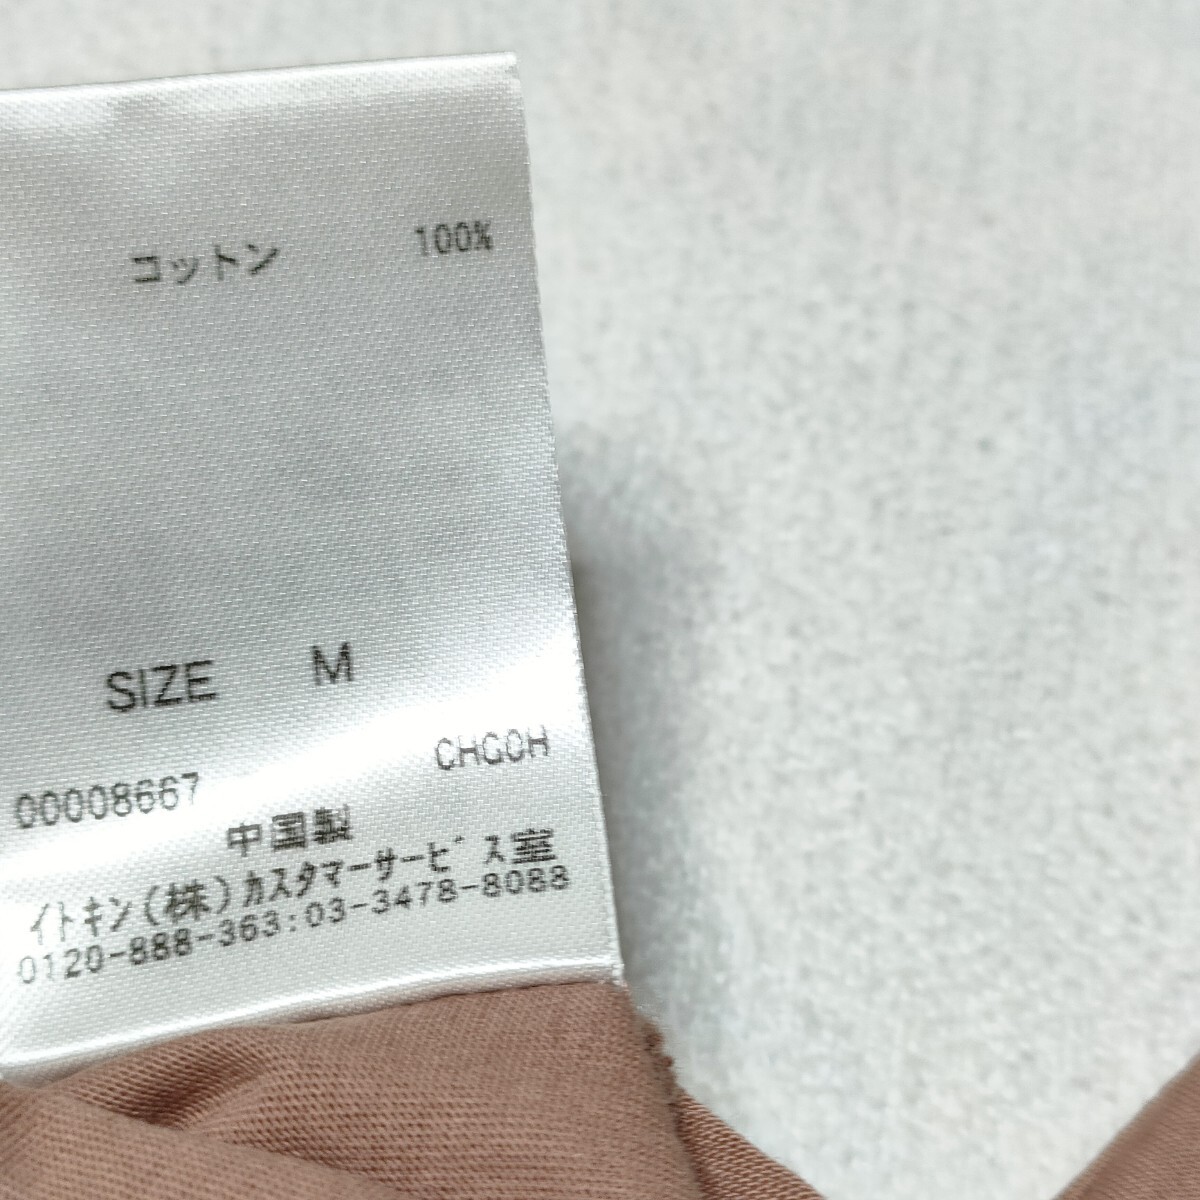 コットン 100%
SIZE M
00008667 CHGOH
中国製
イトキン(株)カスタマーサービス室
0120-888-363:03-3478-8088